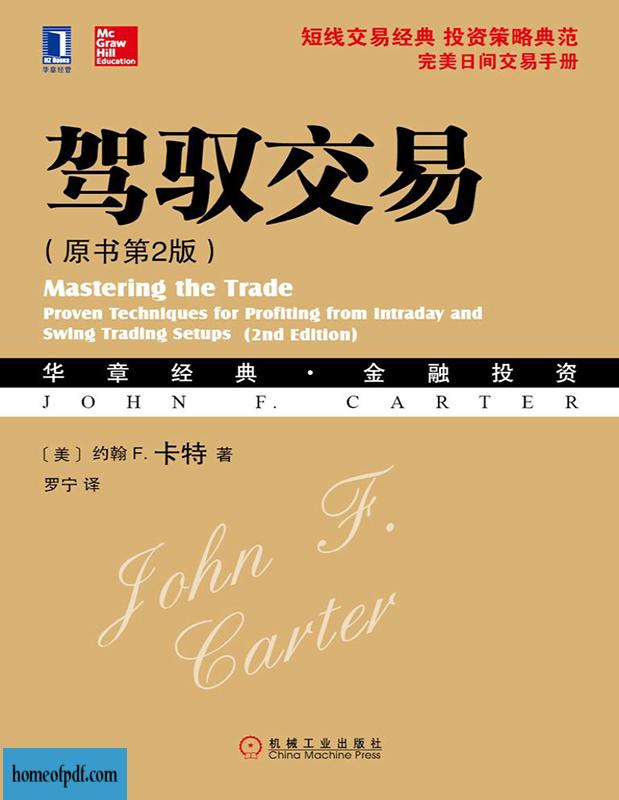 HZ Books
华章经管
Mc
Graw
Hill
Education
短线交易经典 投资策略典范
完美日间交易手册
驾驭交易
(原书第2版)
Mastering the Trade
Proven Techniques for Profiting from Intraday and
Swing Trading Setups (2nd Edition)
华章经典·金融投资
JOHN F. CARTER
〔美〕约翰 F. 卡特 著
罗宁 译
John F.
Carter
机械工业出版社
China Machine Press
homeofpdf.com